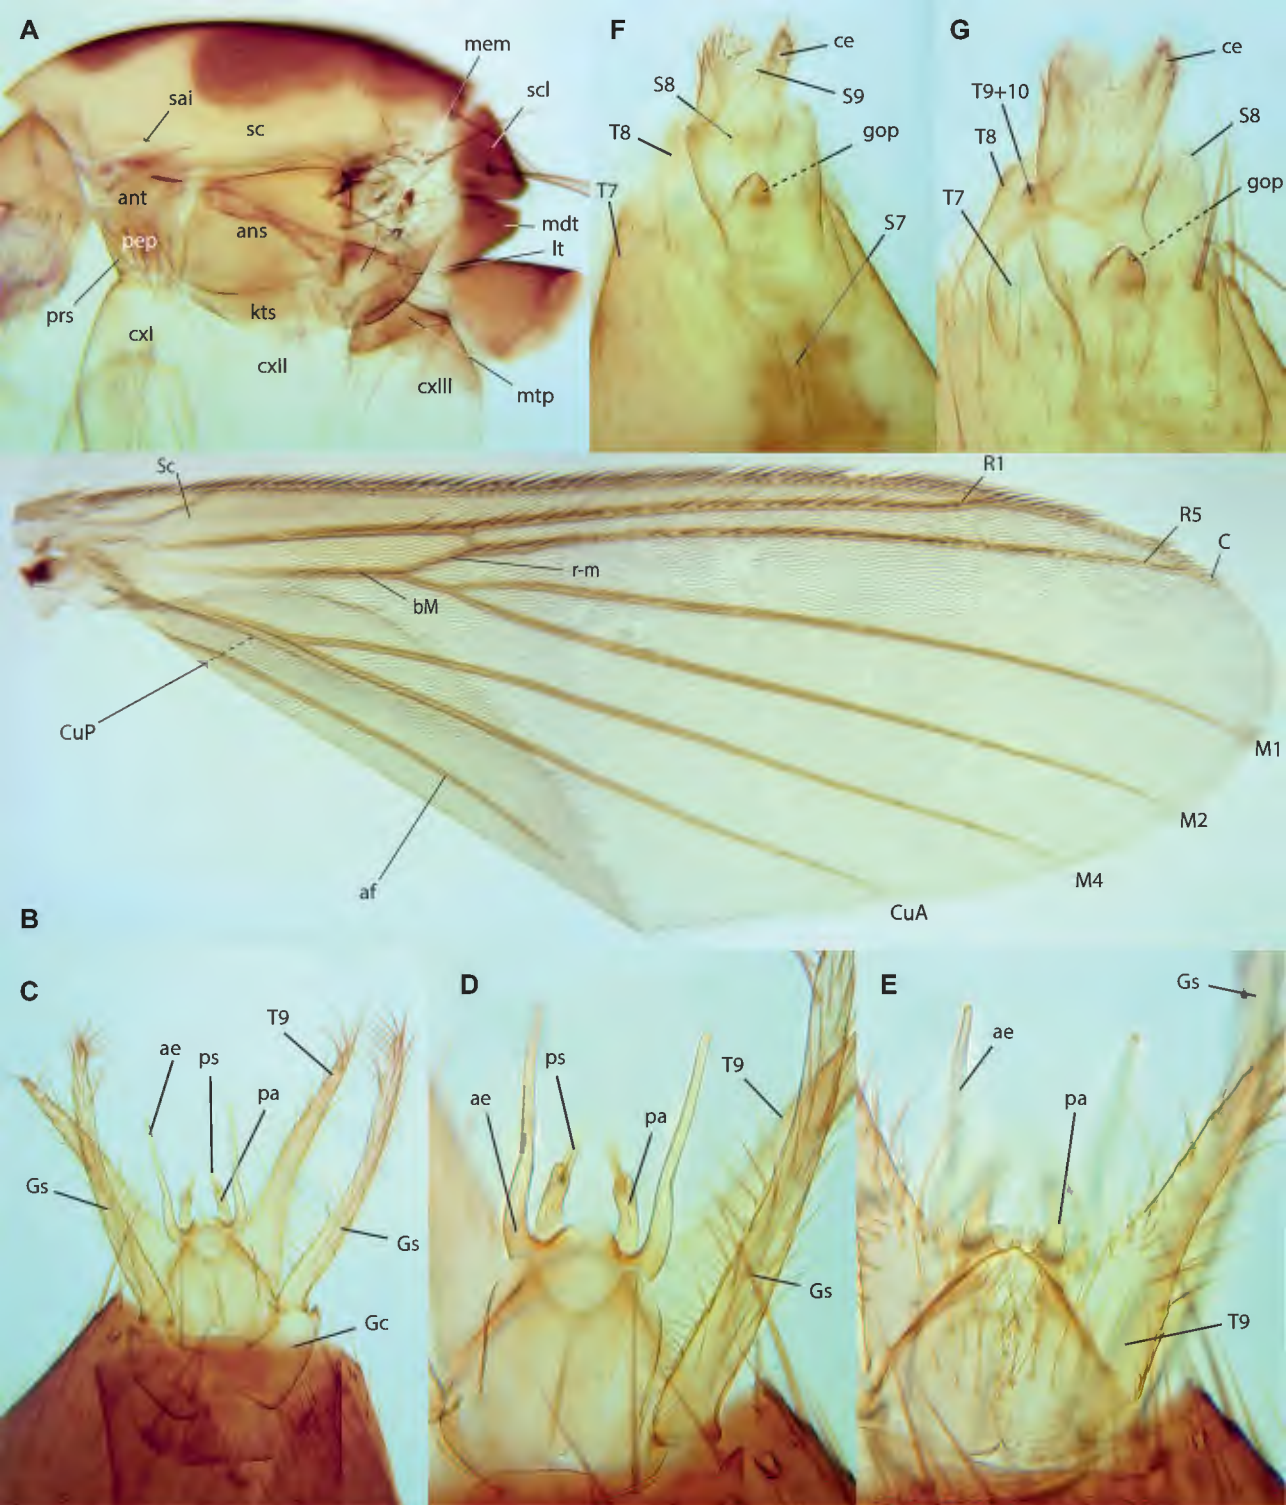 A
mem
scl
sai
sc
ant
pep
ans
mdt
lt
prs
kts
cxI
cxII
cxIII
mtp
F
ce
S8
S9
T8
gop
T7
S7
G
ce
T9+10
S8
T8
gop
T7
Sc
R1
R5
C
r-m
bM
CuP
M1
M2
af
M4
CuA
B
C
T9
ae
ps
pa
Gs
Gs
Gc
D
T9
ps
ae
pa
Gs
E
Gs
ae
pa
T9